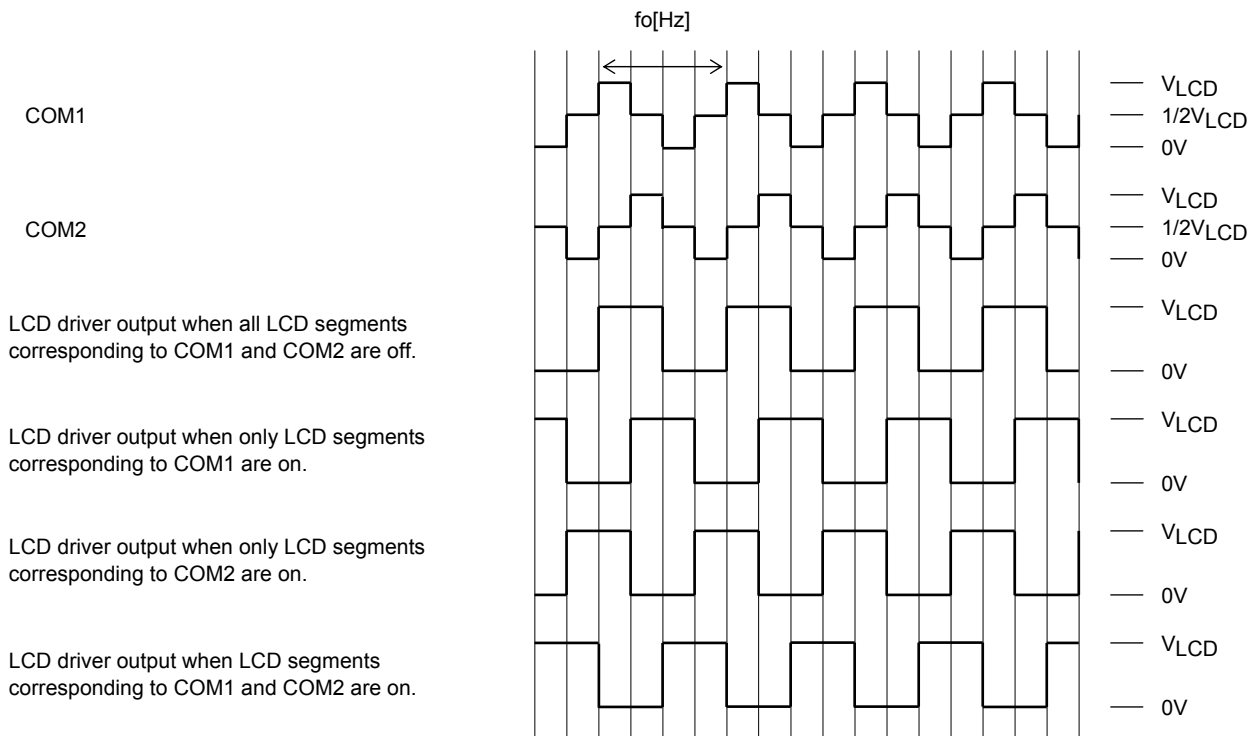 fo[Hz]
COM1
VLCD
1/2VLCD
0V
COM2
VLCD
1/2VLCD
0V
LCD driver output when all LCD segments
corresponding to COM1 and COM2 are off.
VLCD
0V
LCD driver output when only LCD segments
corresponding to COM1 are on.
VLCD
0V
LCD driver output when only LCD segments
corresponding to COM2 are on.
VLCD
0V
LCD driver output when LCD segments
corresponding to COM1 and COM2 are on.
VLCD
0V